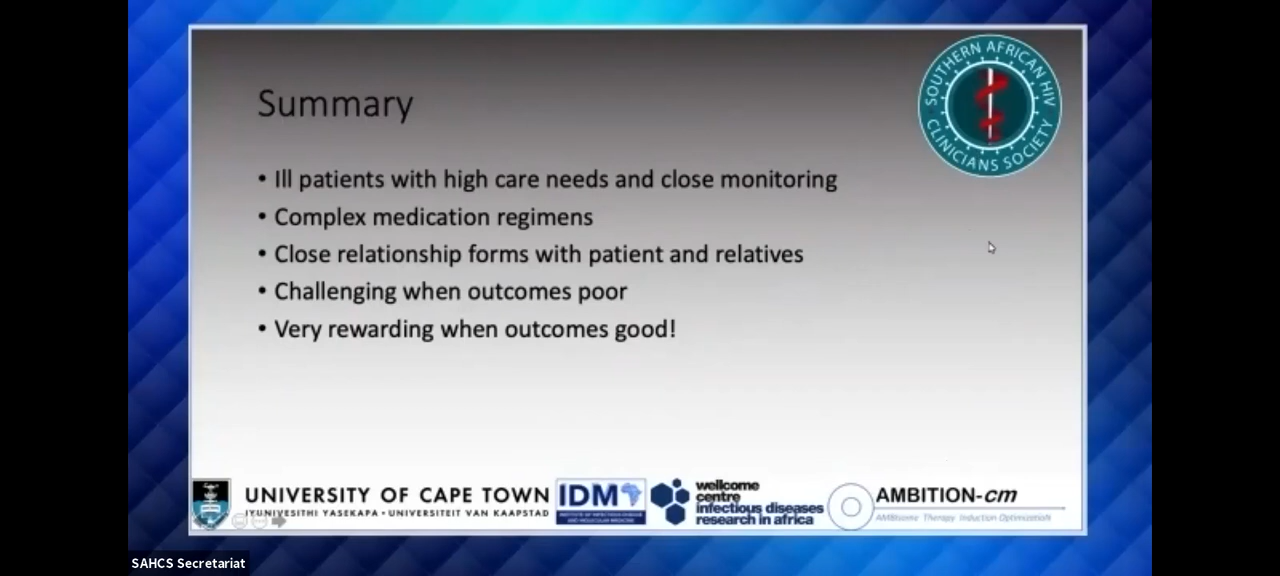 SOUTHERN AFRICAN HIV
CLINICIANS SOCIETY
Summary
• Ill patients with high care needs and close monitoring
• Complex medication regimens
• Close relationship forms with patient and relatives
• Challenging when outcomes poor
• Very rewarding when outcomes good!
UNIVERSITY OF CAPE TOWN
IYUNIVESITHI YASEKAPA • UNIVERSITEIT VAN KAAPSTAD
IDM
INSTITUTE OF INFECTIOUS DISEASE
AND MOLECULAR MEDICINE
wellcome
centre
infectious diseases
research in africa
AMBITION-cm
AMBIsome Therapy Induction OptimizatioN
SAHCS Secretariat